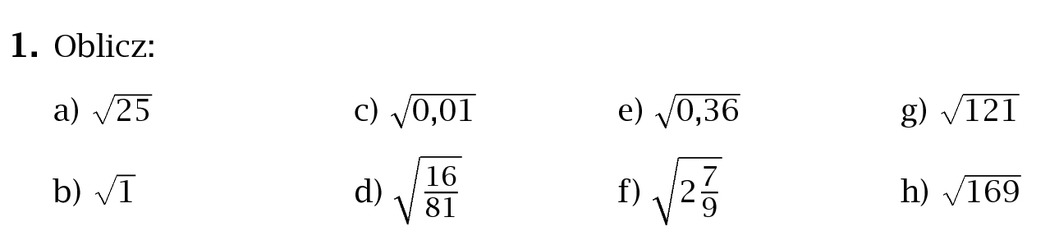 1. Oblicz:
a) √25 c) √0,01 e) √0,36 g) √121
b) √1 d) √(16/81) f) √(2 7/9) h) √169